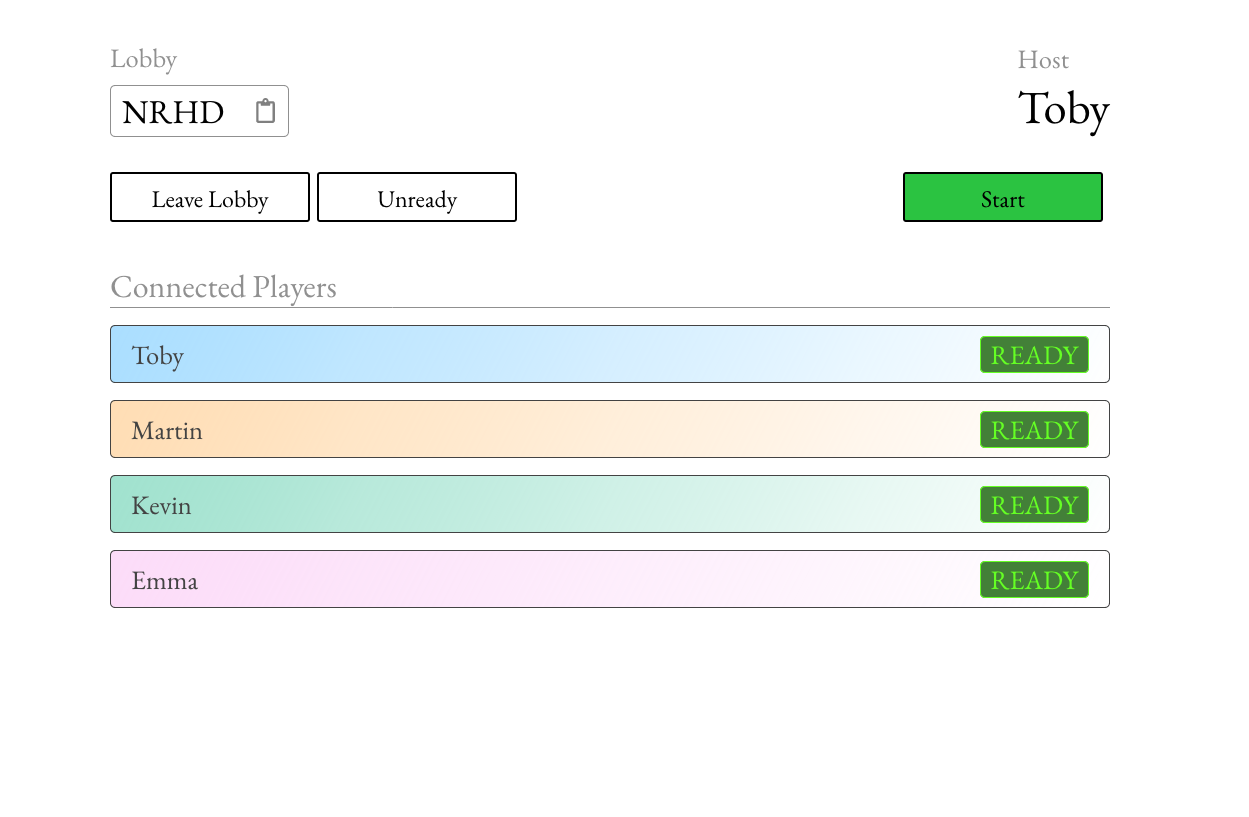 Lobby
Host
NRHD
Toby
Leave Lobby
Unready
Start
Connected Players
Toby
READY
Martin
READY
Kevin
READY
Emma
READY